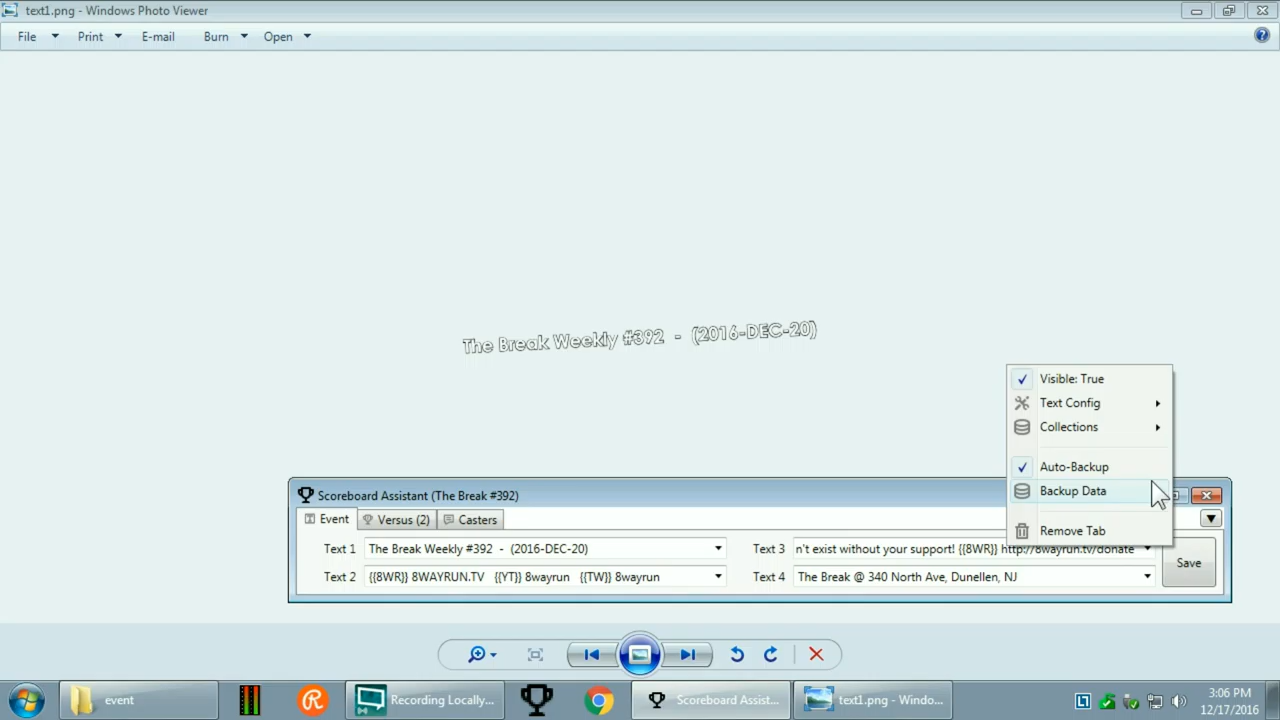 text1.png - Windows Photo Viewer
File Print E-mail Burn Open
The Break Weekly #392 - (2016-DEC-20)
Visible: True
Text Config
Collections
Auto-Backup
Backup Data
Remove Tab
Scoreboard Assistant (The Break #392)
Event Versus (2) Casters
Text 1 The Break Weekly #392 - (2016-DEC-20) Text 3 n't exist without your support! {{8WR}} http://8wayrun.tv/donate
Text 2 {{8WR}} 8WAYRUN.TV {{YT}} 8wayrun {{TW}} 8wayrun Text 4 The Break @ 340 North Ave, Dunellen, NJ
Save
event Recording Locally... Scoreboard Assist... text1.png - Windo...
3:06 PM
12/17/2016